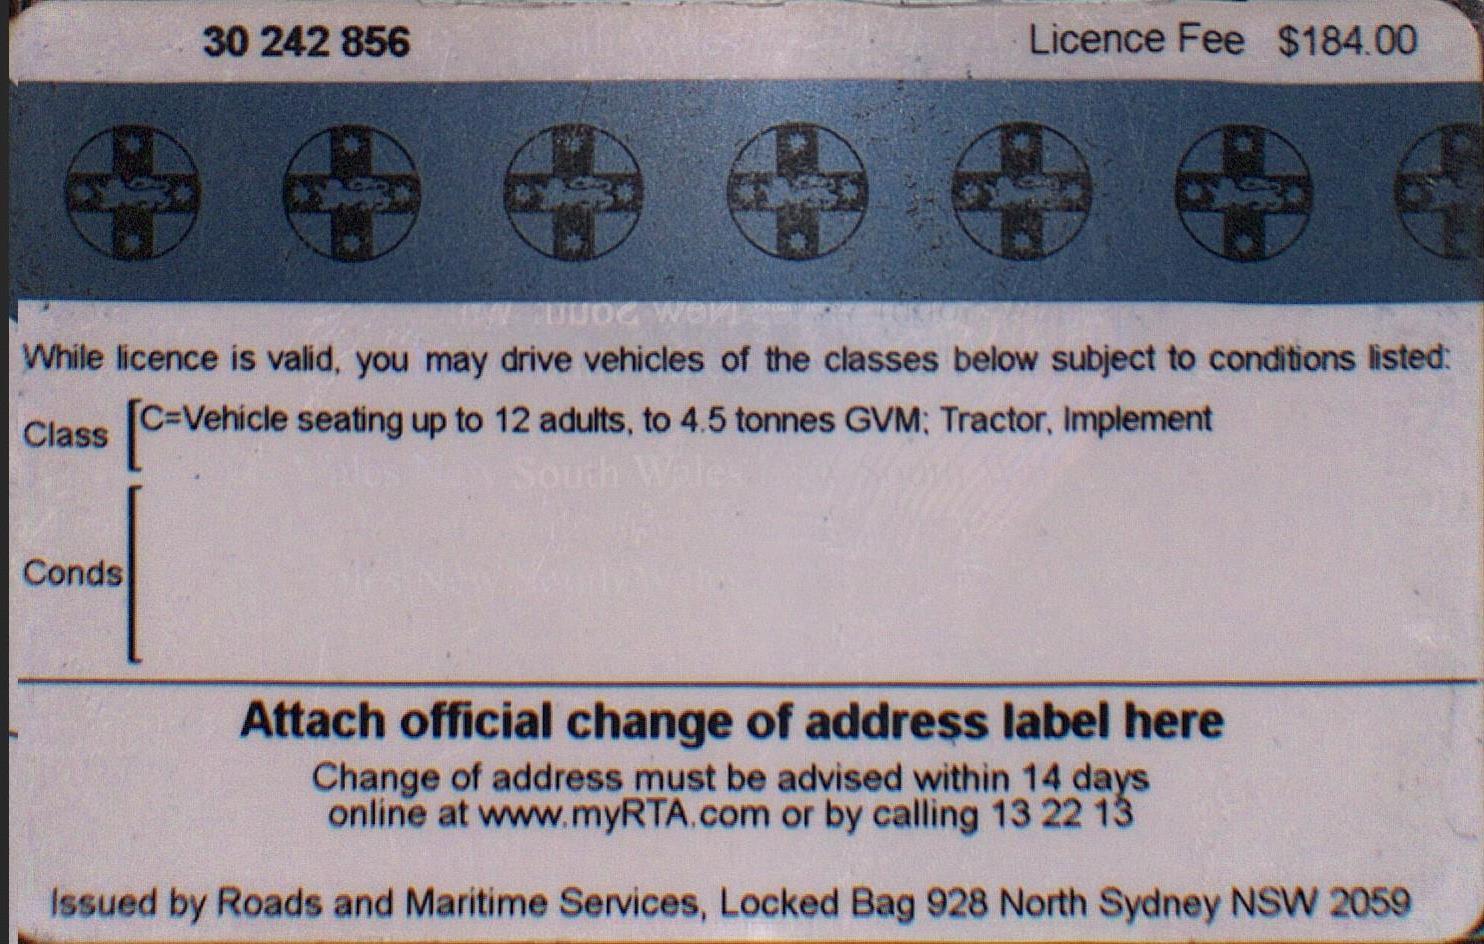 30 242 856 Licence Fee $184.00
While licence is valid, you may drive vehicles of the classes below subject to conditions listed:
Class C=Vehicle seating up to 12 adults, to 4.5 tonnes GVM; Tractor, Implement
South Wales
Conds
Attach official change of address label here
Change of address must be advised within 14 days
online at www.myRTA.com or by calling 13 22 13
Issued by Roads and Maritime Services, Locked Bag 928 North Sydney NSW 2059